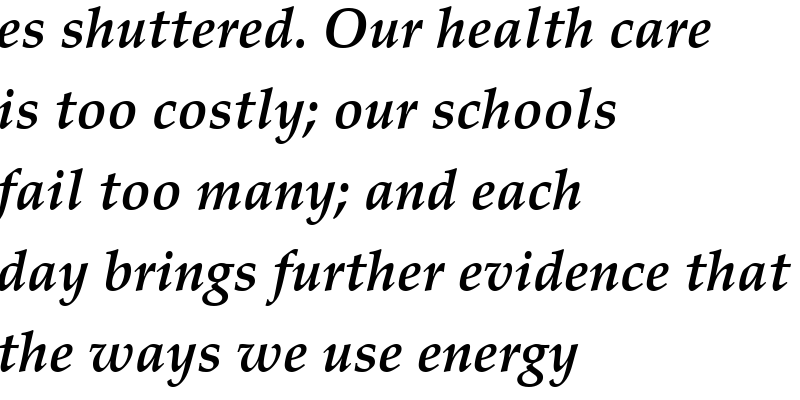 es shuttered. Our health care
is too costly; our schools
fail too many; and each
day brings further evidence that
the ways we use energy